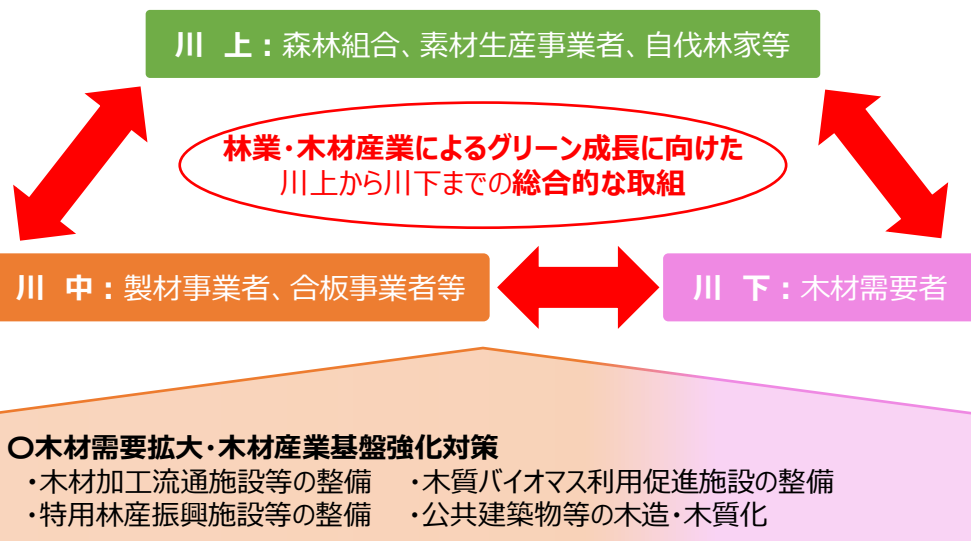 川 上：森林組合、素材生産事業者、自伐林家等
林業・木材産業によるグリーン成長に向けた
川上から川下までの総合的な取組
川 中：製材事業者、合板事業者等
川 下：木材需要者
〇木材需要拡大・木材産業基盤強化対策
・木材加工流通施設等の整備 ・木質バイオマス利用促進施設の整備
・特用林産振興施設等の整備 ・公共建築物等の木造・木質化